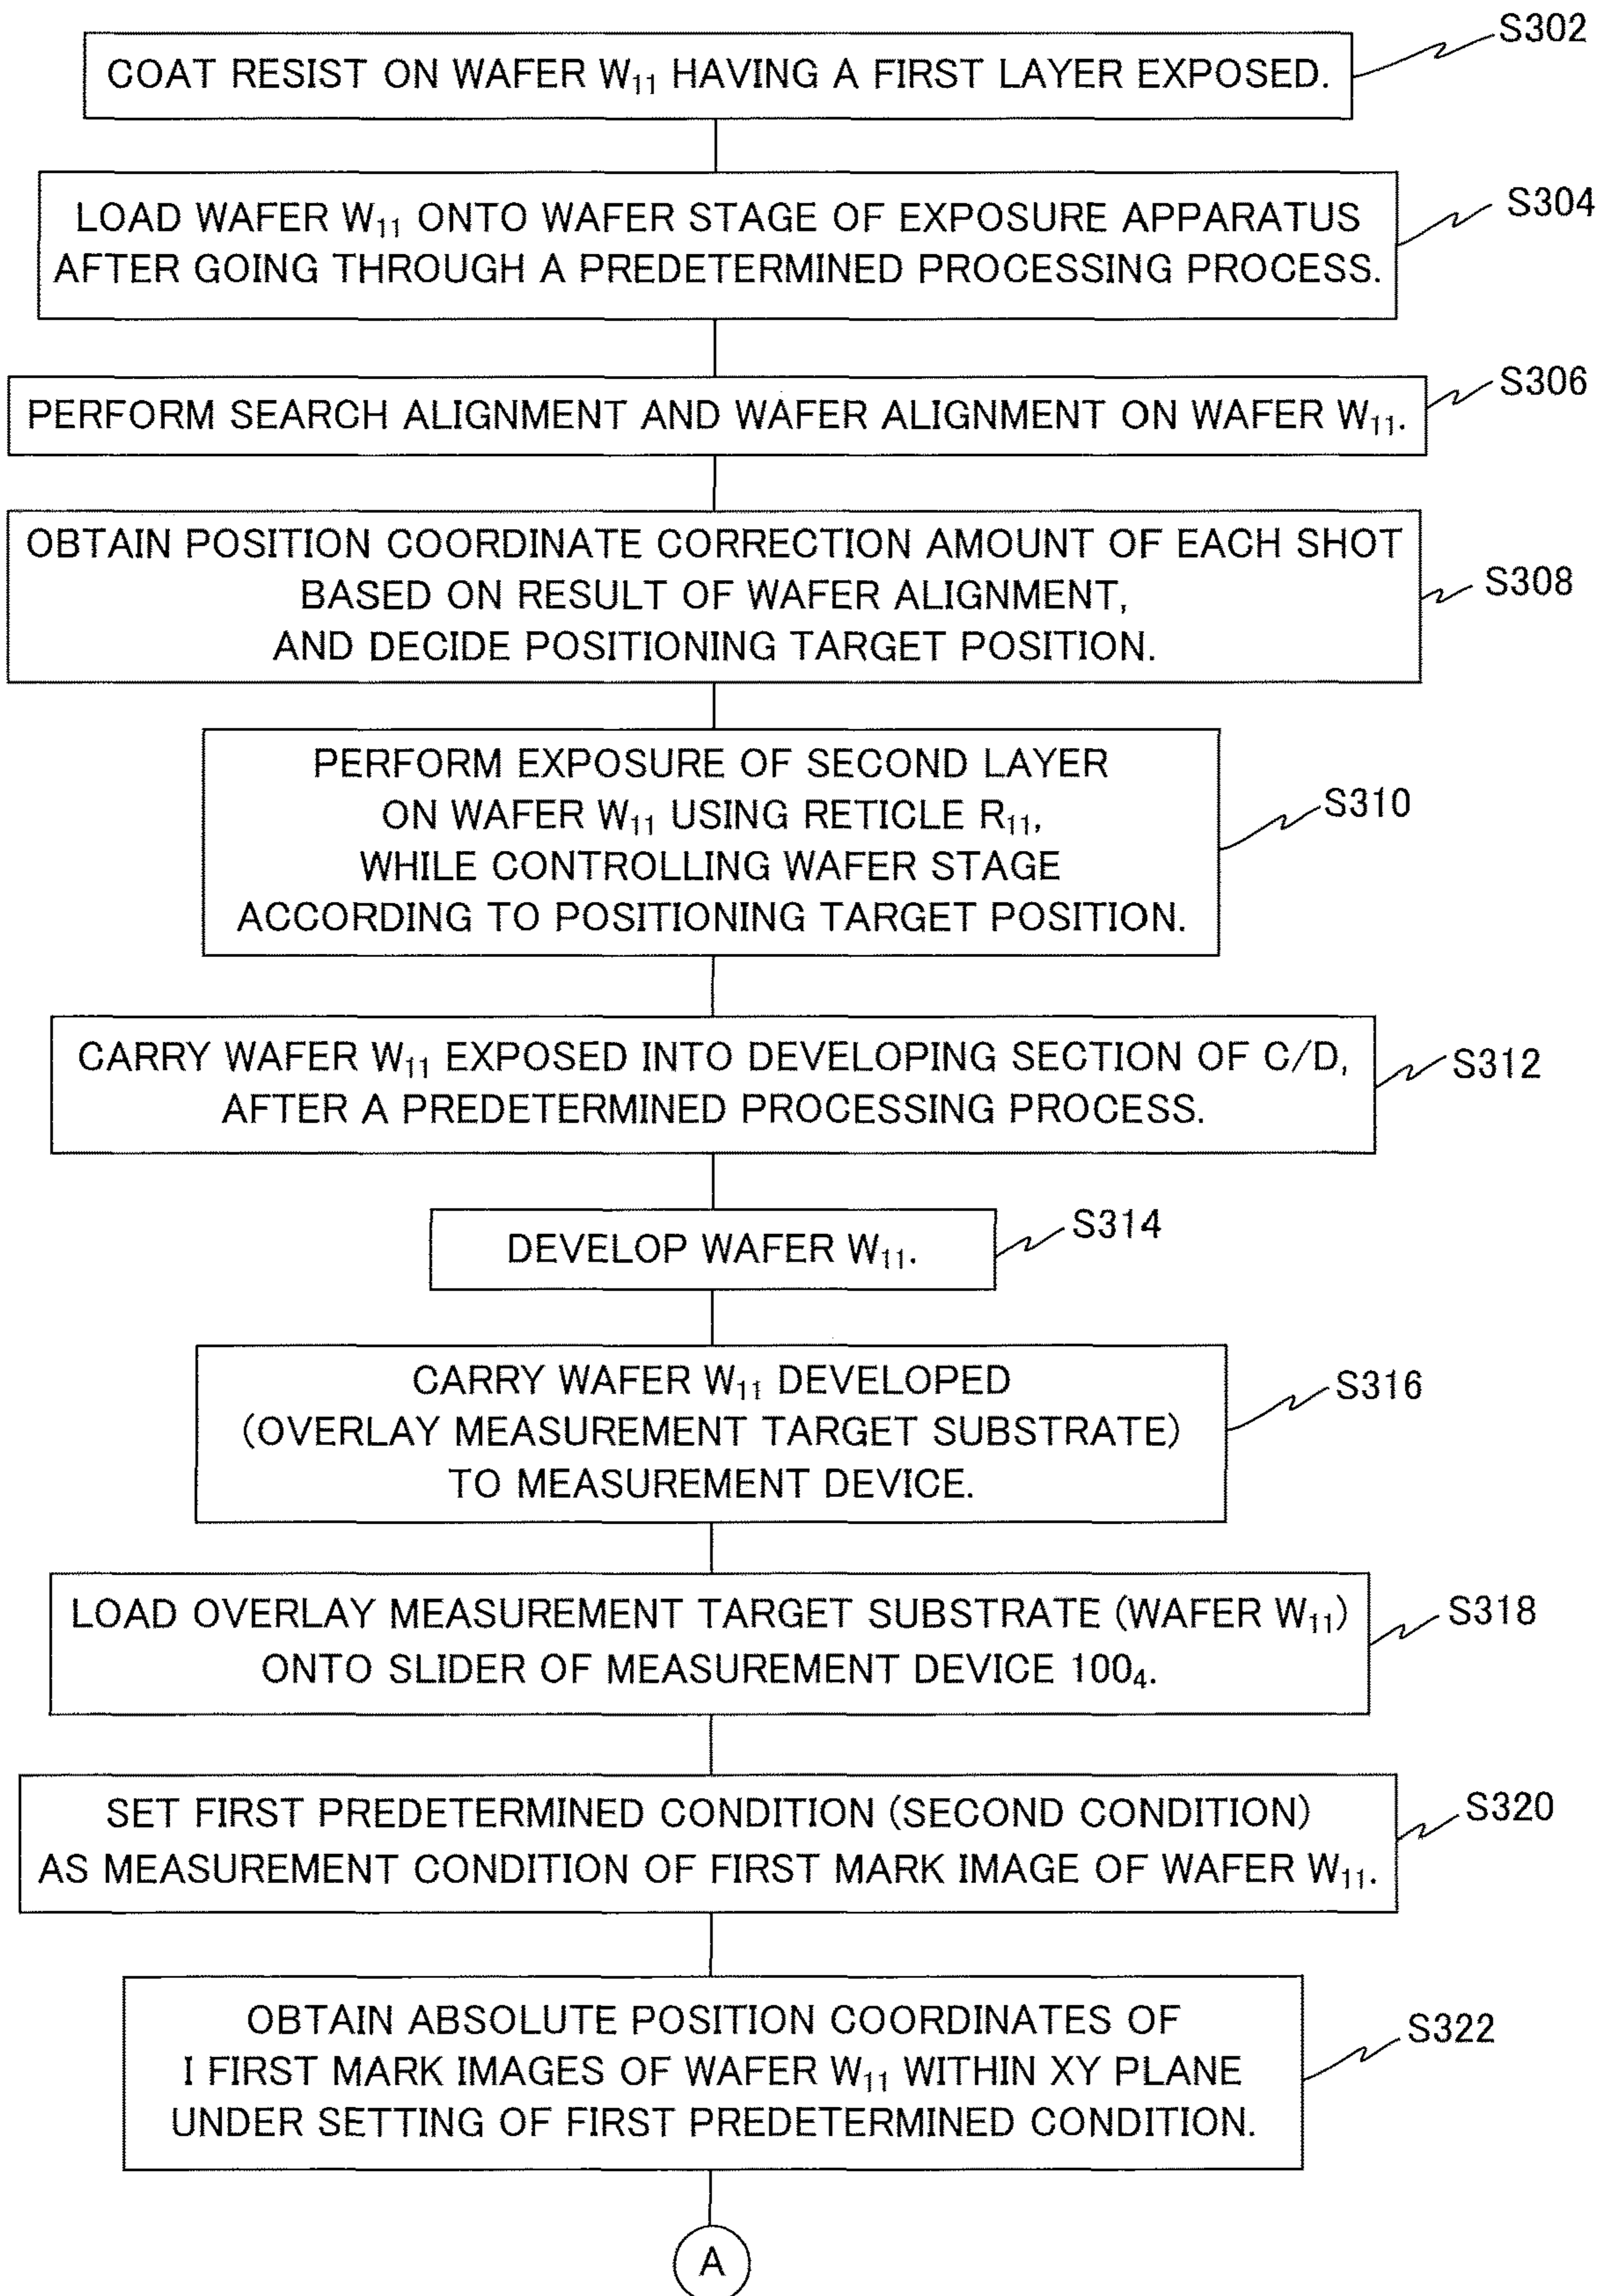 S302
COAT RESIST ON WAFER W₁₁ HAVING A FIRST LAYER EXPOSED.
S304
LOAD WAFER W₁₁ ONTO WAFER STAGE OF EXPOSURE APPARATUS
AFTER GOING THROUGH A PREDETERMINED PROCESSING PROCESS.
S306
PERFORM SEARCH ALIGNMENT AND WAFER ALIGNMENT ON WAFER W₁₁.
OBTAIN POSITION COORDINATE CORRECTION AMOUNT OF EACH SHOT
BASED ON RESULT OF WAFER ALIGNMENT,
AND DECIDE POSITIONING TARGET POSITION.
S308
PERFORM EXPOSURE OF SECOND LAYER
ON WAFER W₁₁ USING RETICLE R₁₁,
WHILE CONTROLLING WAFER STAGE
ACCORDING TO POSITIONING TARGET POSITION.
S310
CARRY WAFER W₁₁ EXPOSED INTO DEVELOPING SECTION OF C/D,
AFTER A PREDETERMINED PROCESSING PROCESS.
S312
DEVELOP WAFER W₁₁.
S314
CARRY WAFER W₁₁ DEVELOPED
(OVERLAY MEASUREMENT TARGET SUBSTRATE)
TO MEASUREMENT DEVICE.
S316
LOAD OVERLAY MEASUREMENT TARGET SUBSTRATE (WAFER W₁₁)
ONTO SLIDER OF MEASUREMENT DEVICE 100₄.
S318
SET FIRST PREDETERMINED CONDITION (SECOND CONDITION)
AS MEASUREMENT CONDITION OF FIRST MARK IMAGE OF WAFER W₁₁.
S320
OBTAIN ABSOLUTE POSITION COORDINATES OF
I FIRST MARK IMAGES OF WAFER W₁₁ WITHIN XY PLANE
UNDER SETTING OF FIRST PREDETERMINED CONDITION.
S322
A